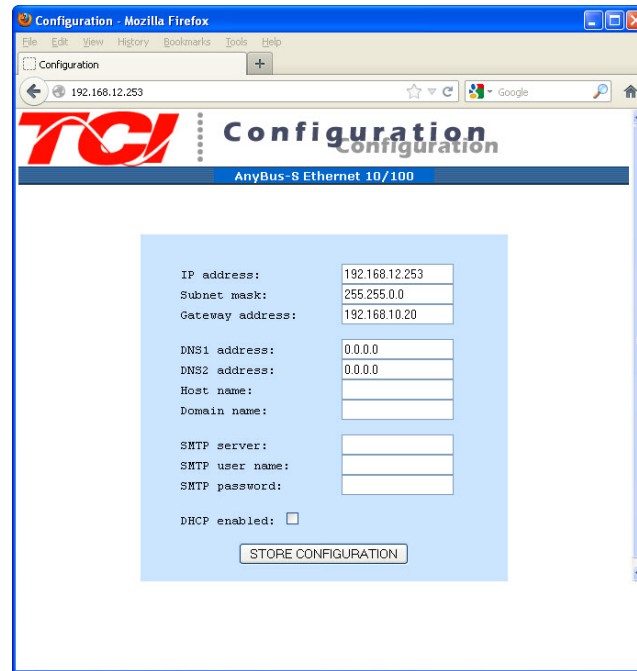 Configuration - Mozilla Firefox
File Edit View History Bookmarks Tools Help
Configuration +
192.168.12.253 Google
TCI Configuration
Configuration
AnyBus-S Ethernet 10/100
IP address: 192.168.12.253
Subnet mask: 255.255.0.0
Gateway address: 192.168.10.20
DNS1 address: 0.0.0.0
DNS2 address: 0.0.0.0
Host name:
Domain name:
SMTP server:
SMTP user name:
SMTP password:
DHCP enabled:
STORE CONFIGURATION